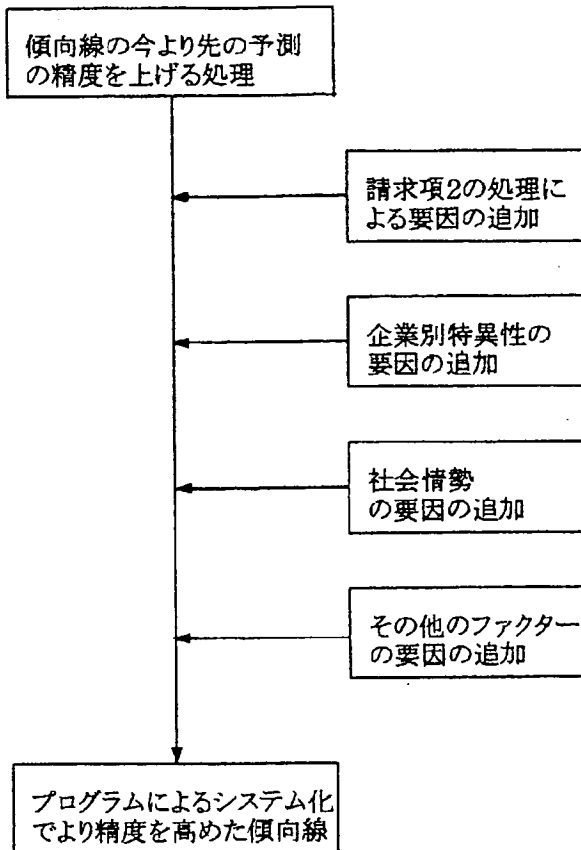 傾向線の今より先の予測
の精度を上げる処理
請求項2の処理に
よる要因の追加
企業別特異性の
要因の追加
社会情勢
の要因の追加
その他のファクター
の要因の追加
プログラムによるシステム化
でより精度を高めた傾向線